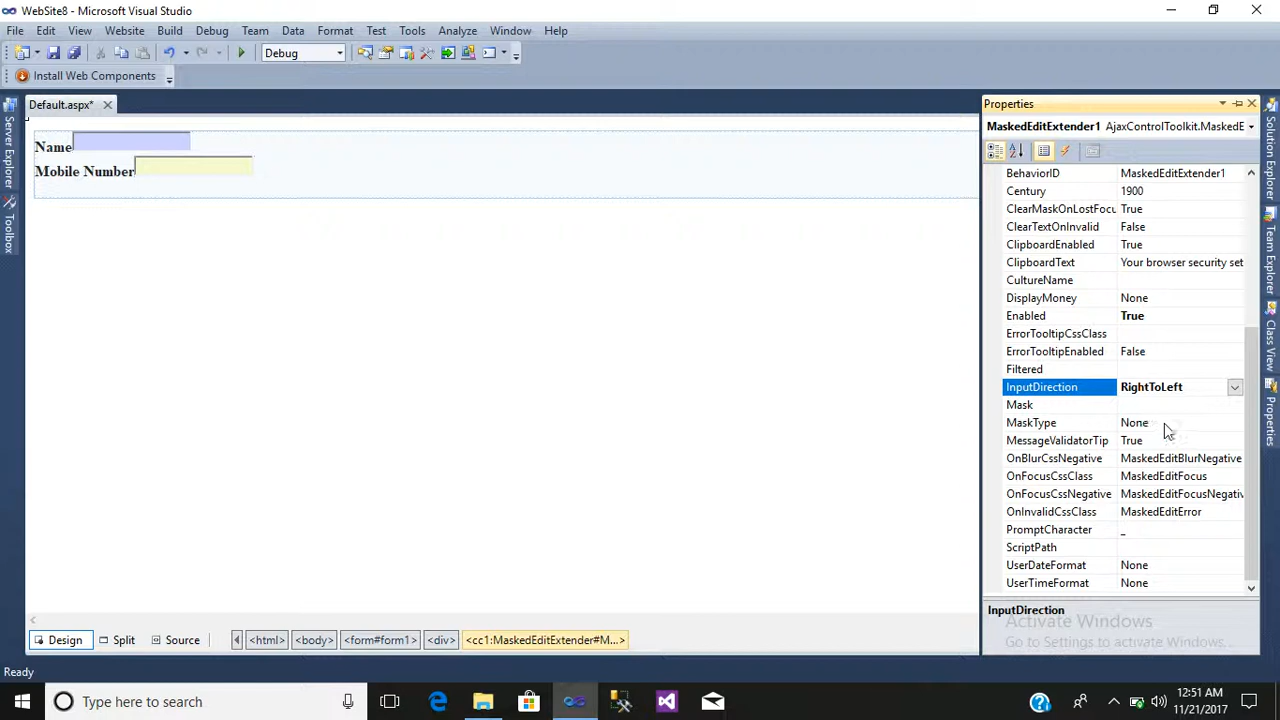 WebSite8 - Microsoft Visual Studio
File Edit View Website Build Debug Team Data Format Tools Test Analyze Window Help
Debug
Install Web Components
Default.aspx*
Server Explorer
Toolbox
Name
Mobile Number
Properties
MaskedEditExtender1 AjaxControlToolkit.MaskedE
BehaviorID MaskedEditExtender1
Century 1900
ClearMaskOnLostFocu True
ClearTextOnInvalid False
ClipboardEnabled True
ClipboardText Your browser security set
CultureName
DisplayMoney None
Enabled True
ErrorTooltipCssClass
ErrorTooltipEnabled False
Filtered
InputDirection RightToLeft
Mask
MaskType None
MessageValidatorTip True
OnBlurCssNegative MaskedEditBlurNegative
OnFocusCssClass MaskedEditFocus
OnFocusCssNegative MaskedEditFocusNegativ
OnInvalidCssClass MaskedEditError
PromptCharacter _
ScriptPath
UserDateFormat None
UserTimeFormat None
InputDirection
Activate Windows
Go to Settings to activate Windows.
Solution Explorer
Team Explorer
Class View
Properties
Design Split Source <html> <body> <form#form1> <div> <cc1:MaskedEditExtender#M...>
Ready
Type here to search
12:51 AM
11/21/2017